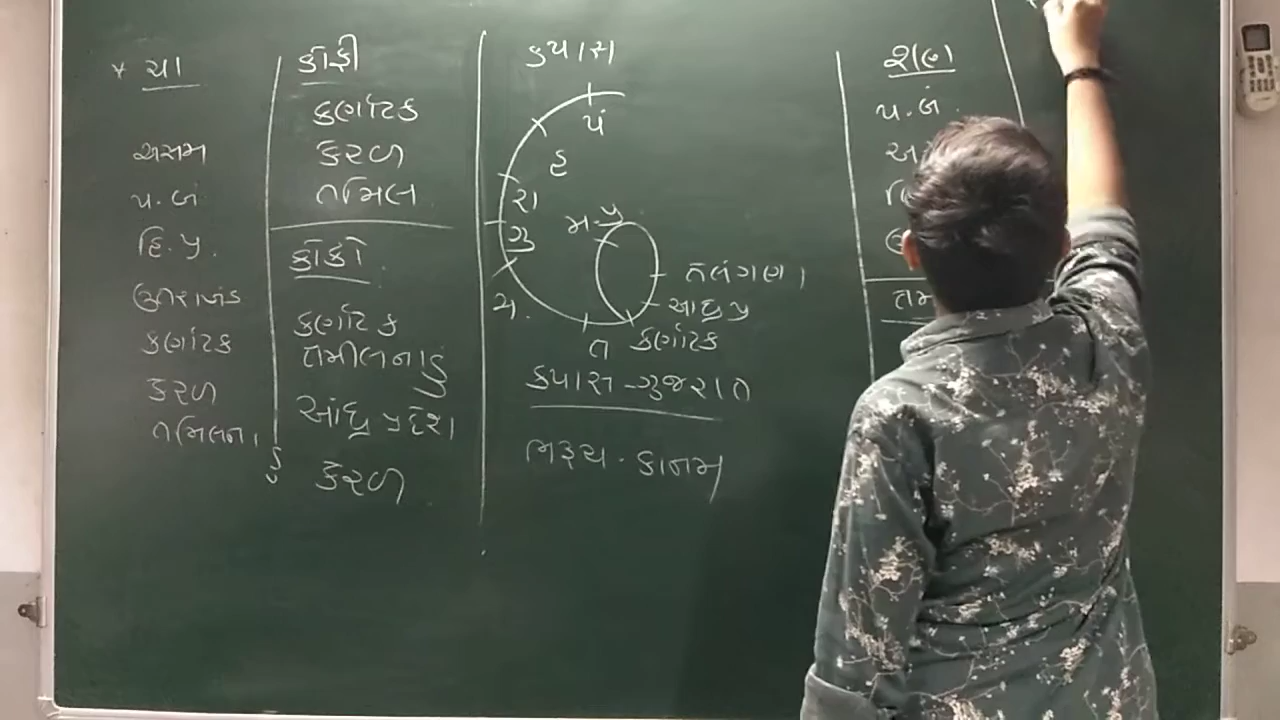 * ચા
અસમ
પ. બં
હિ. પ્ર.
ઉત્તરાખંડ
કર્ણાટક
કેરળ
તમિલનાડુ
કૉફી
કર્ણાટક
કેરળ
તમિલ
કૉકો
કર્ણાટક
તમીલનાડુ
આંધ્ર પ્રદેશ
કેરળ
કપાસ
પં
હ
રા
ગુ
મ.
ત
મ.પ્ર
તેલંગણા
આંધ્ર પ્ર
કર્ણાટક
કપાસ - ગુજરાત
ભરૂચ - કાનમ
શણ
પ. બં.